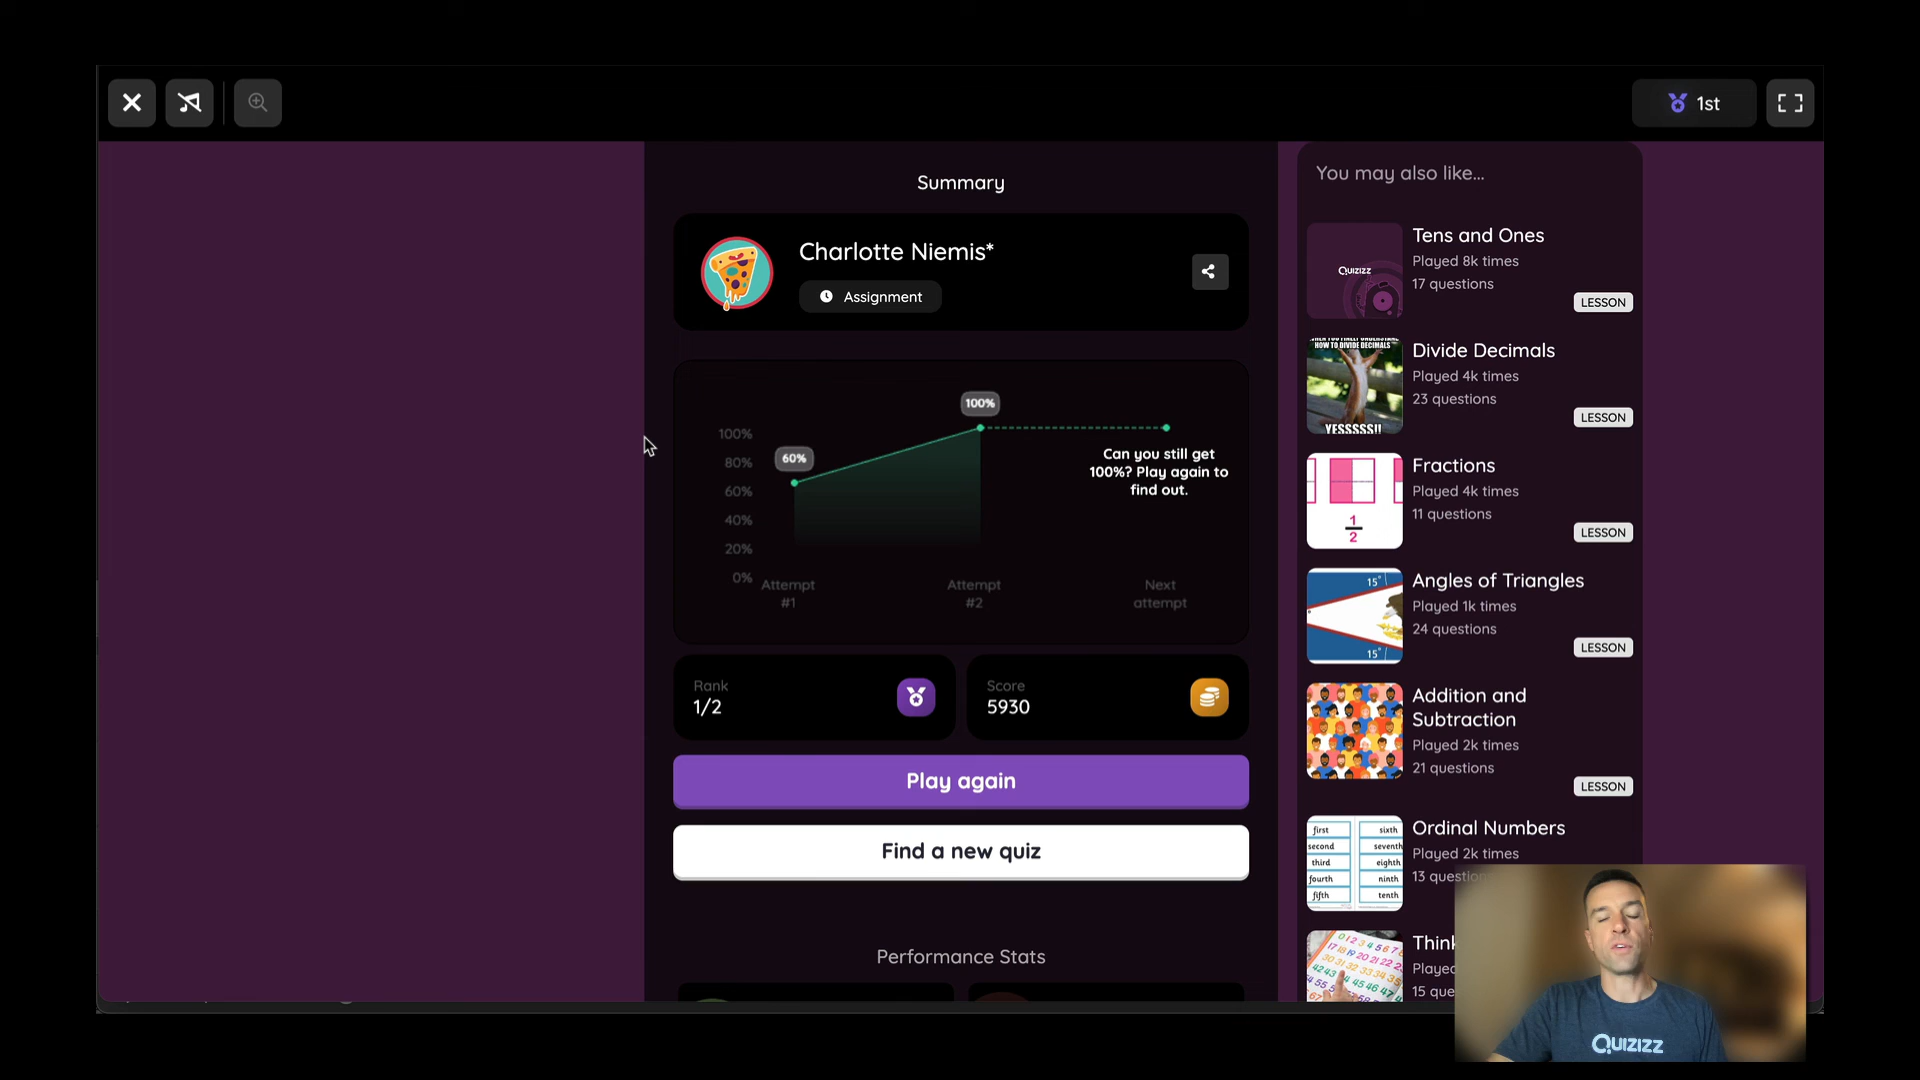 1st
Summary
Charlotte Niemis*
Assignment
100%
100%
80%
60%
60%
40%
20%
0%
Can you still get
100%? Play again to
find out.
Attempt
#1
Attempt
#2
Next
attempt
Rank
1/2
Score
5930
Play again
Find a new quiz
Performance Stats
You may also like...
Quizizz
Tens and Ones
Played 8k times
17 questions
LESSON
HOW TO DIVIDE DECIMALS
YESSSSS!!
Divide Decimals
Played 4k times
23 questions
LESSON
1
2
Fractions
Played 4k times
11 questions
LESSON
15°
15°
Angles of Triangles
Played 1k times
24 questions
LESSON
Addition and
Subtraction
Played 2k times
21 questions
LESSON
first sixth
second seventh
third eighth
fourth ninth
fifth tenth
Ordinal Numbers
Played 2k times
13
Think
15
Quizizz